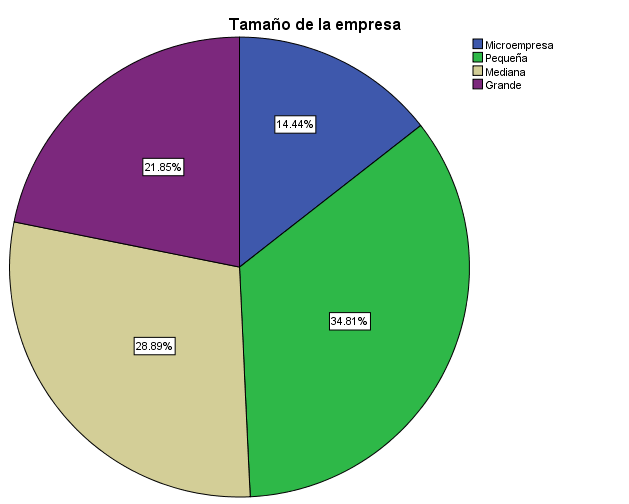 Tamaño de la empresa
Microempresa
Pequeña
Mediana
Grande
14.44%
21.85%
34.81%
28.89%